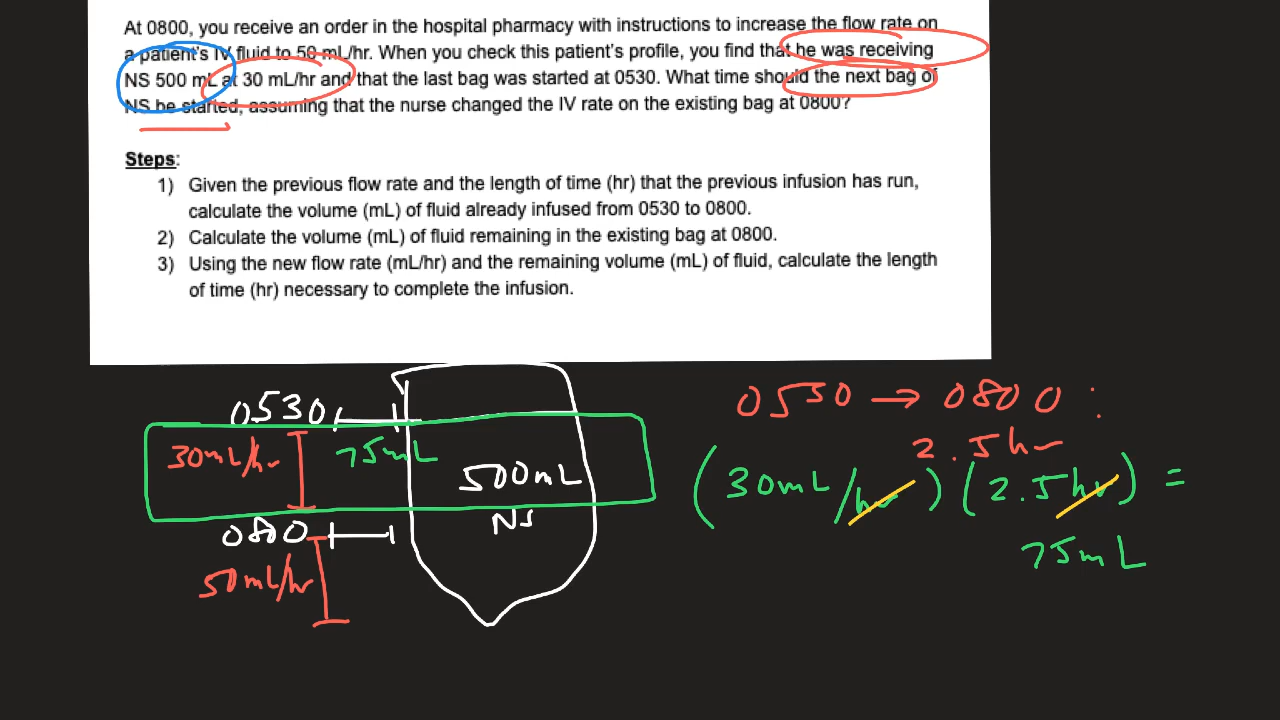 At 0800, you receive an order in the hospital pharmacy with instructions to increase the flow rate on
a patient's IV fluid to 50 mL/hr. When you check this patient's profile, you find that he was receiving
NS 500 mL at 30 mL/hr and that the last bag was started at 0530. What time should the next bag of
NS be started, assuming that the nurse changed the IV rate on the existing bag at 0800?
Steps:
1) Given the previous flow rate and the length of time (hr) that the previous infusion has run,
calculate the volume (mL) of fluid already infused from 0530 to 0800.
2) Calculate the volume (mL) of fluid remaining in the existing bag at 0800.
3) Using the new flow rate (mL/hr) and the remaining volume (mL) of fluid, calculate the length
of time (hr) necessary to complete the infusion.
0530
30mL/hr 75mL
500mL
NS
0800
50mL/hr
0530 → 0800 :
2.5hr
(30mL/hr)(2.5hr) =
75mL